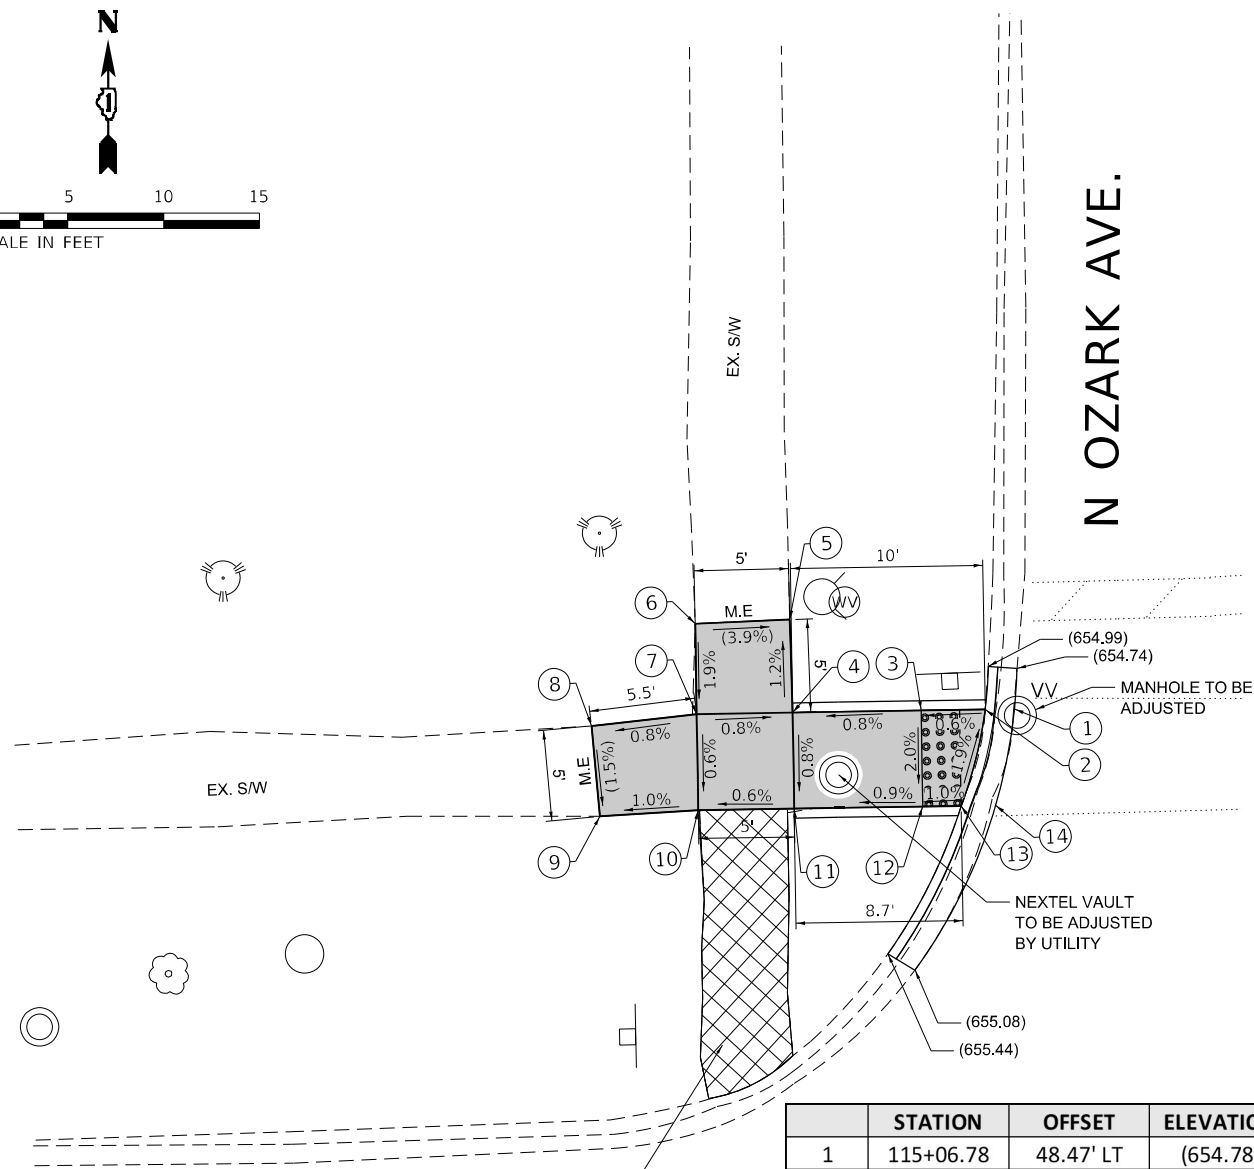 N
1
5 10 15
ALE IN FEET
N OZARK AVE.
EX. S/W
5'
10'
5
6
M.E
(3.9%)
WV
(654.99)
(654.74)
7
1.9%
1.2%
5'
4
3
8
5.5'
VV
MANHOLE TO BE
ADJUSTED
1
0.8%
0.8%
0.8%
0.6%
2
5'
M.E
(1.5%)
0.6%
0.8%
2.0%
1.9%
EX. S/W
1.0%
0.6%
0.9%
1.0%
5'
9
10
11
12
13
14
8.7'
NEXTEL VAULT
TO BE ADJUSTED
BY UTILITY
(655.08)
(655.44)
STATION OFFSET ELEVATIO
1 115+06.78 48.47' LT (654.78